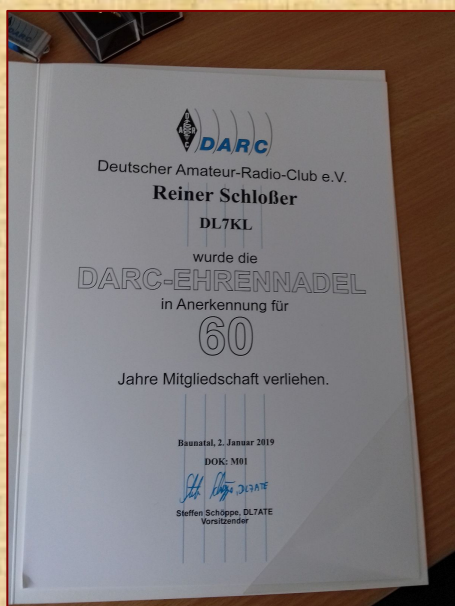 DARC
Deutscher Amateur-Radio-Club e.V.
Reiner Schloßer
DL7KL
wurde die
DARC-EHRENNADEL
in Anerkennung für
60
Jahre Mitgliedschaft verliehen.
Baunatal, 2. Januar 2019
DOK: M01
DL7ATE
Steffen Schöppe, DL7ATE
Vorsitzender